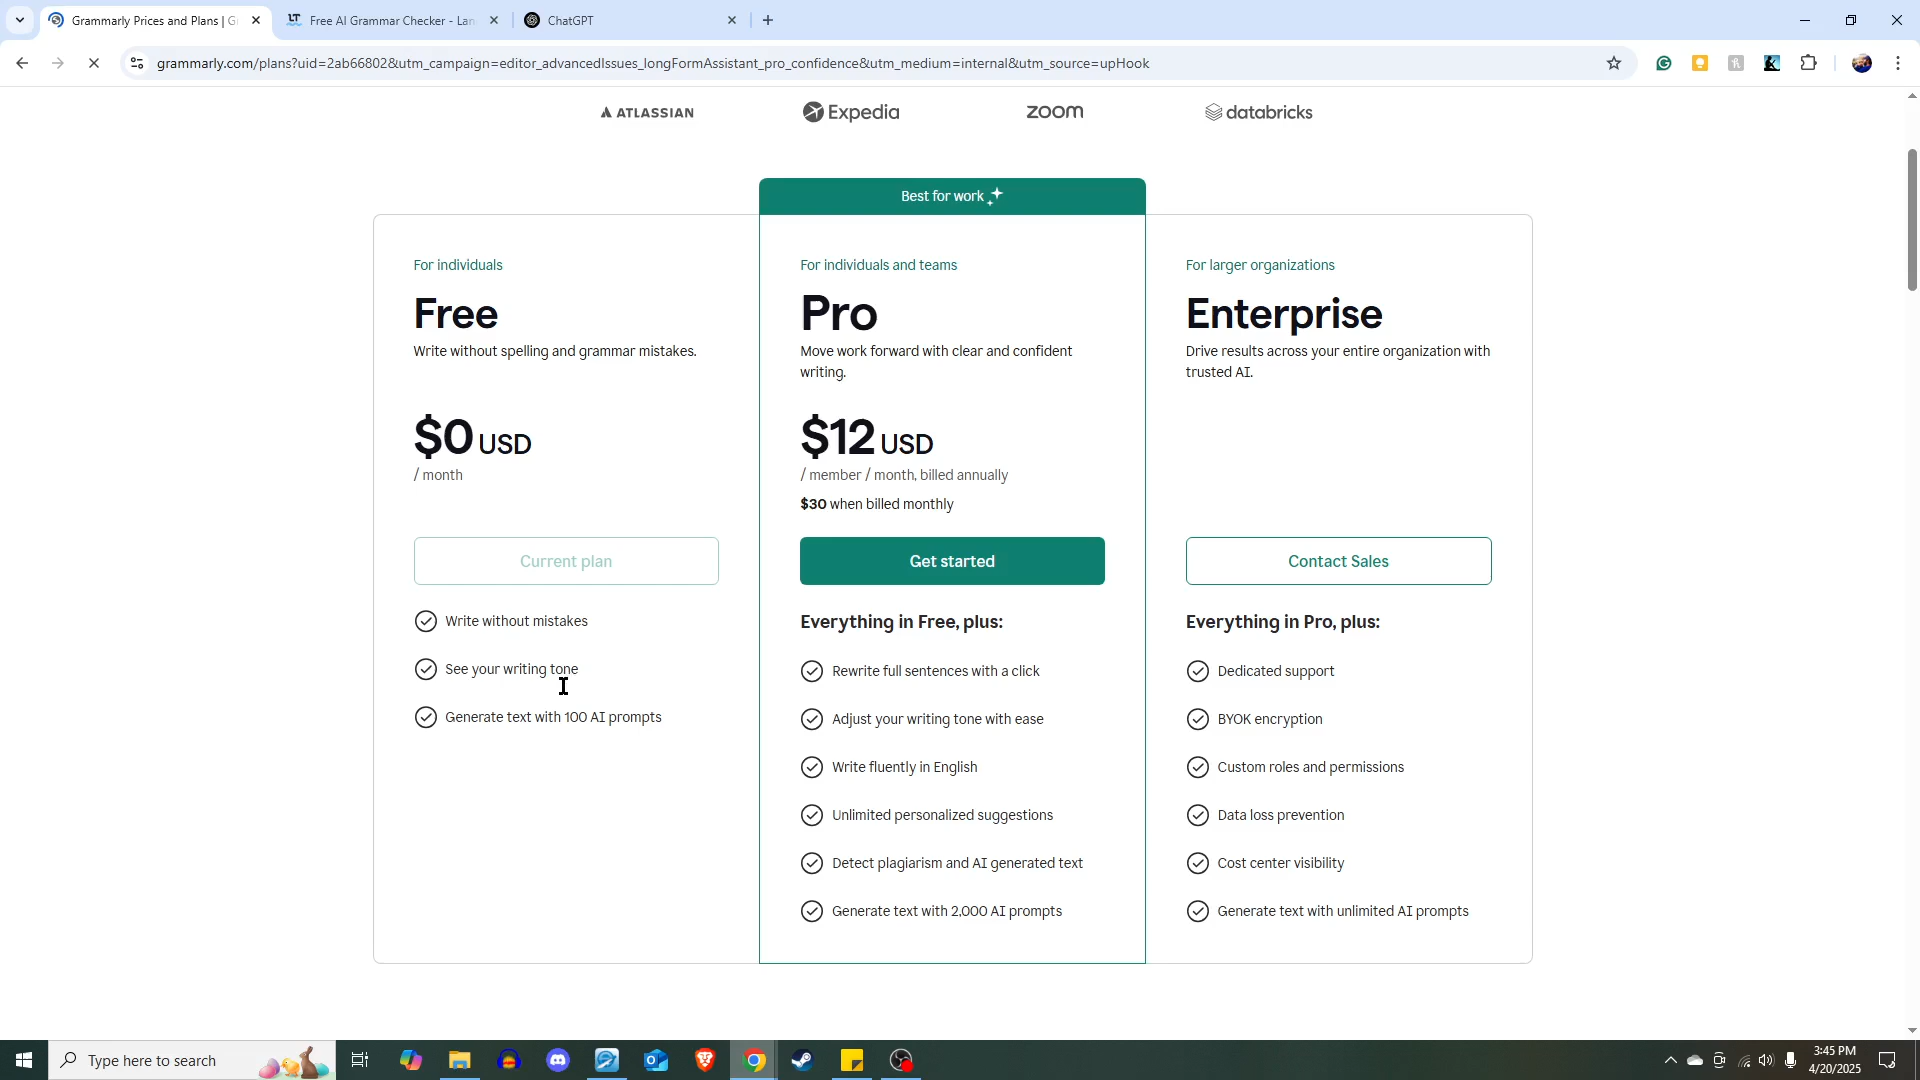 Grammarly Prices and Plans | G
Free AI Grammar Checker - Lan
ChatGPT
grammarly.com/plans?uid=2ab66802&utm_campaign=editor_advancedIssues_longFormAssistant_pro_confidence&utm_medium=internal&utm_source=upHook
ATLASSIAN
Expedia
zoom
databricks
Best for work
For individuals
Free
Write without spelling and grammar mistakes.
$0 USD
/ month
Current plan
Write without mistakes
See your writing tone
Generate text with 100 AI prompts
For individuals and teams
Pro
Move work forward with clear and confident
writing.
$12 USD
/ member / month, billed annually
$30 when billed monthly
Get started
Everything in Free, plus:
Rewrite full sentences with a click
Adjust your writing tone with ease
Write fluently in English
Unlimited personalized suggestions
Detect plagiarism and AI generated text
Generate text with 2,000 AI prompts
For larger organizations
Enterprise
Drive results across your entire organization with
trusted AI.
Contact Sales
Everything in Pro, plus:
Dedicated support
BYOK encryption
Custom roles and permissions
Data loss prevention
Cost center visibility
Generate text with unlimited AI prompts
Type here to search
3:45 PM
4/20/2025